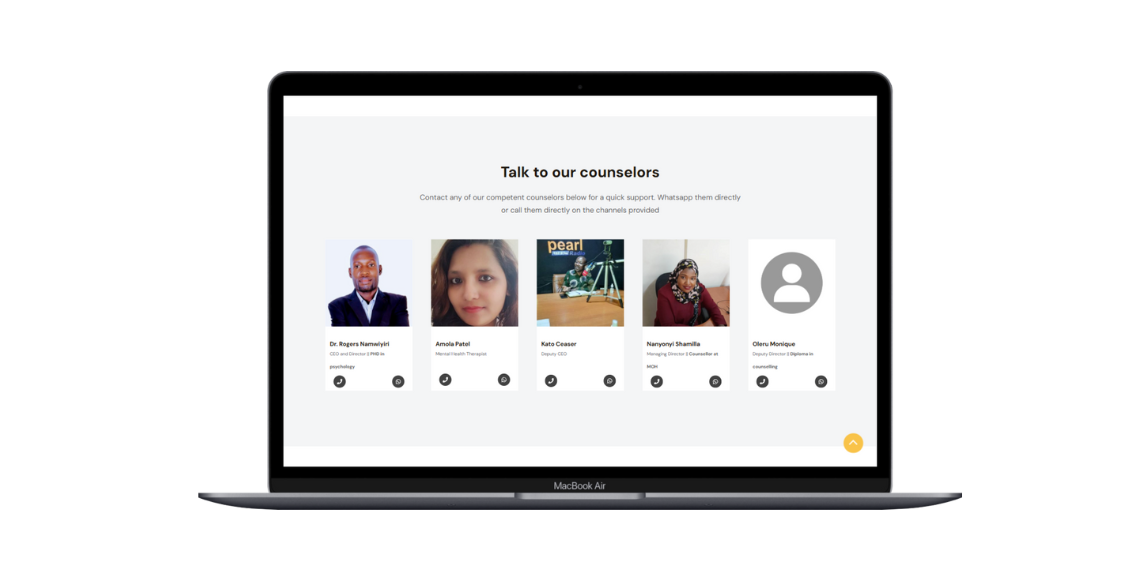 Talk to our counselors
Contact any of our competent counselors below for a quick support. Whatsapp them directly
or call them directly on the channels provided
pearl
Dr. Rogers Namwiyiri
CEO and Director || PHD in
psychology
Amola Patel
Mental Health Therapist
Kato Ceaser
Deputy CEO
Nanyonyi Shamilla
Managing Director || Counsellor at
MGH
Oleru Monique
Deputy Director || Diploma in
counselling
MacBook Air